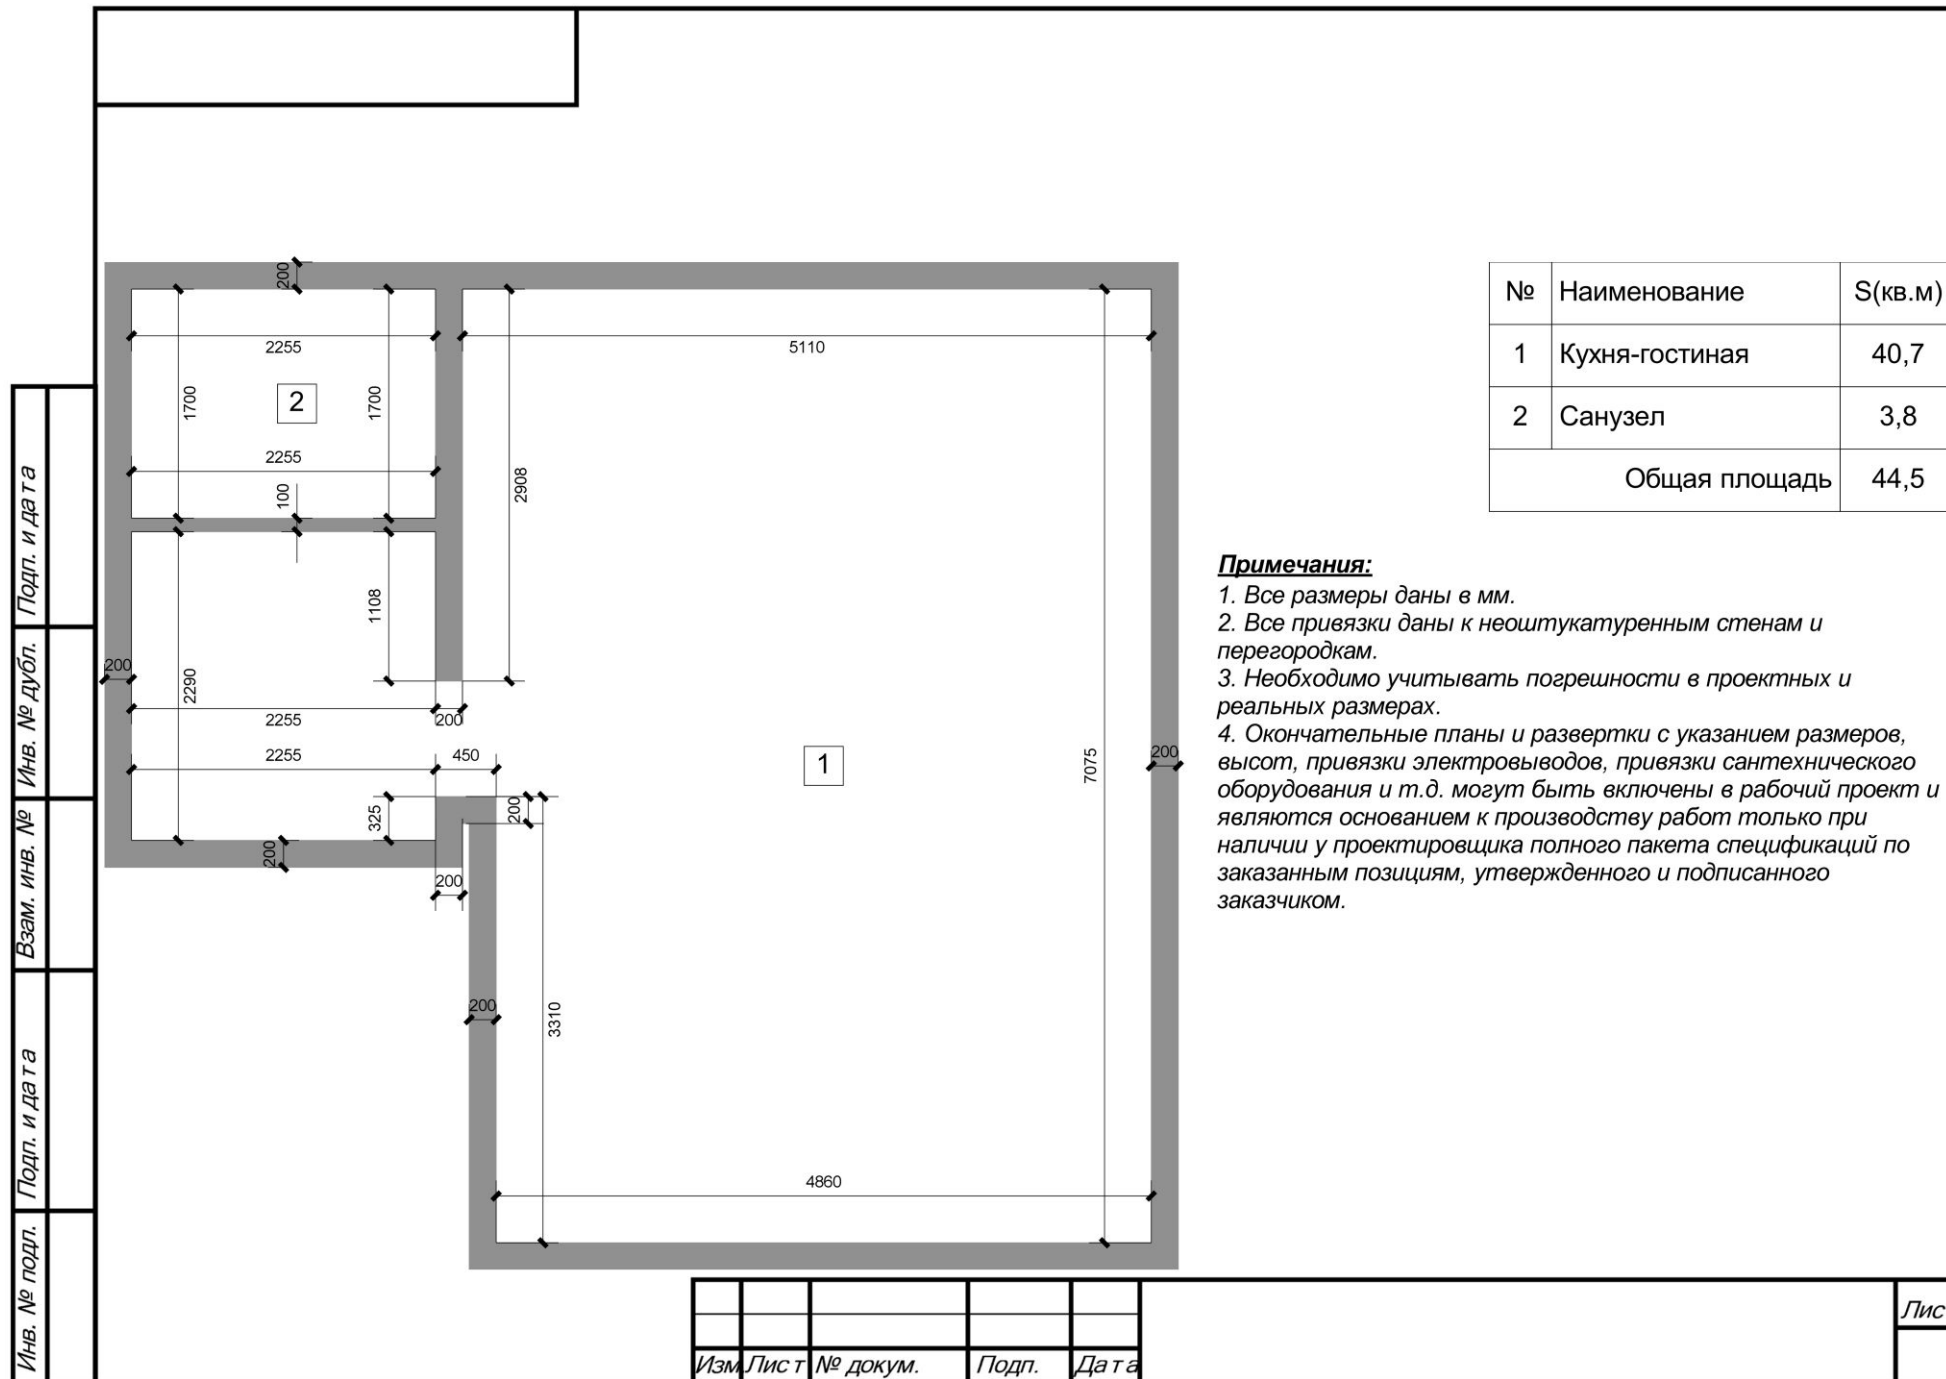 200
2255
5110
1700
2
1700
2255
2908
100
1108
200
2290
2255
200
2255
450
1
7075
200
325
200
200
200
200
3310
4860
№ Наименование S(кв.м)
1 Кухня-гостиная 40,7
2 Санузел 3,8
Общая площадь 44,5
Примечания:
1. Все размеры даны в мм.
2. Все привязки даны к неоштукатуренным стенам и
перегородкам.
3. Необходимо учитывать погрешности в проектных и
реальных размерах.
4. Окончательные планы и развертки с указанием размеров,
высот, привязки электровыводов, привязки сантехнического
оборудования и т.д. могут быть включены в рабочий проект и
являются основанием к производству работ только при
наличии у проектировщика полного пакета спецификаций по
заказанным позициям, утвержденного и подписанного
заказчиком.
Подп. и дата
Инв. № дубл.
Взам. инв. №
Подп. и дата
Инв. № подл.
Изм Лист № докум. Подп. Дата
Лис